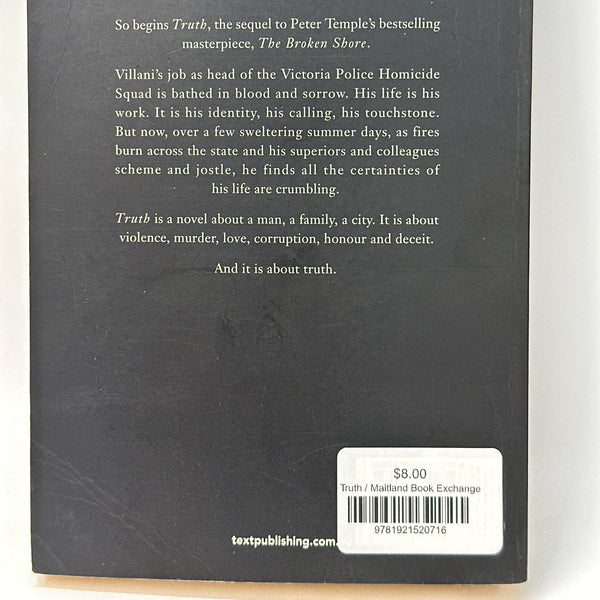 So begins Truth, the sequel to Peter Temple's bestselling
masterpiece, The Broken Shore.
Villani's job as head of the Victoria Police Homicide
Squad is bathed in blood and sorrow. His life is his
work. It is his identity, his calling, his touchstone.
But now, over a few sweltering summer days, as fires
burn across the state and his superiors and colleagues
scheme and jostle, he finds all the certainties of
his life are crumbling.
Truth is a novel about a man, a family, a city. It is about
violence, murder, love, corruption, honour and deceit.
And it is about truth.
$8.00
Truth / Maitland Book Exchange
9781921520716
textpublishing.com.